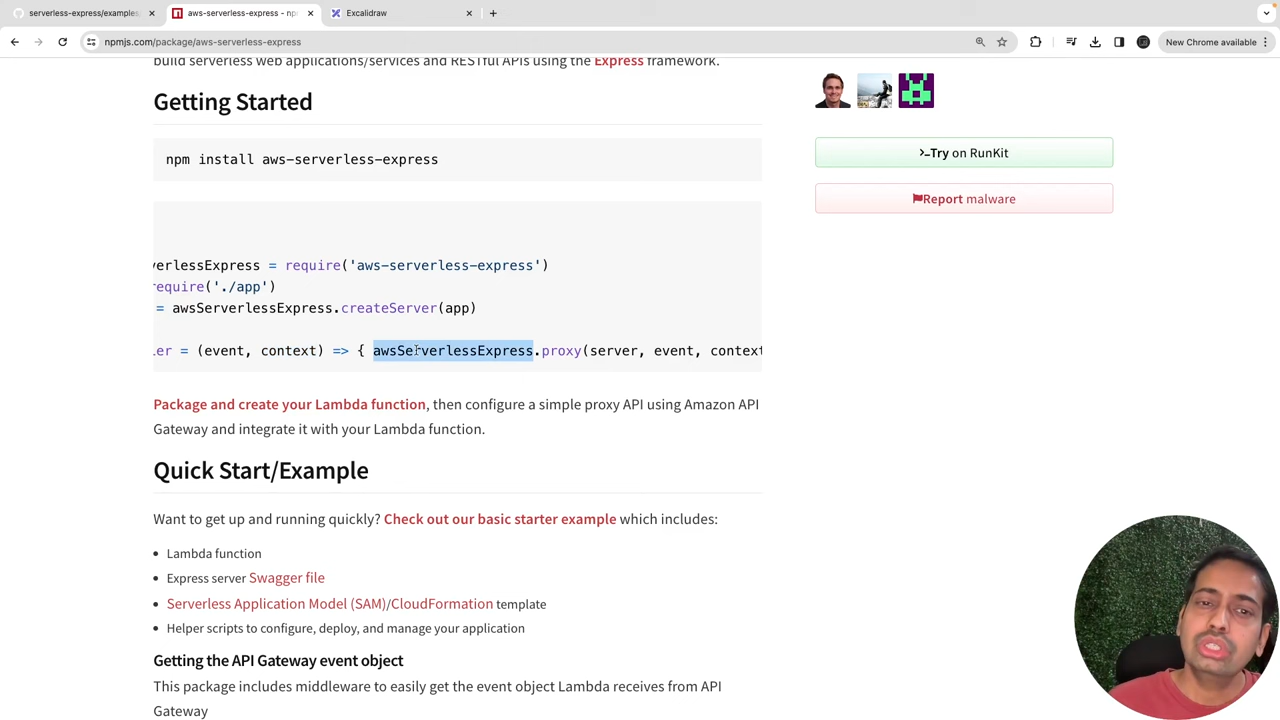 serverless-express/examples
aws-serverless-express - npm
Excalidraw
npmjs.com/package/aws-serverless-express
New Chrome available
build serverless web applications/services and RESTful APIs using the Express framework.
Getting Started
npm install aws-serverless-express
verlessExpress = require('aws-serverless-express')
require('./app')
= awsServerlessExpress.createServer(app)
ler = (event, context) => { awsServerlessExpress.proxy(server, event, context
Package and create your Lambda function, then configure a simple proxy API using Amazon API
Gateway and integrate it with your Lambda function.
Quick Start/Example
Want to get up and running quickly? Check out our basic starter example which includes:
Lambda function
Express server Swagger file
Serverless Application Model (SAM)/CloudFormation template
Helper scripts to configure, deploy, and manage your application
Getting the API Gateway event object
This package includes middleware to easily get the event object Lambda receives from API
Gateway
>_Try on RunKit
Report malware